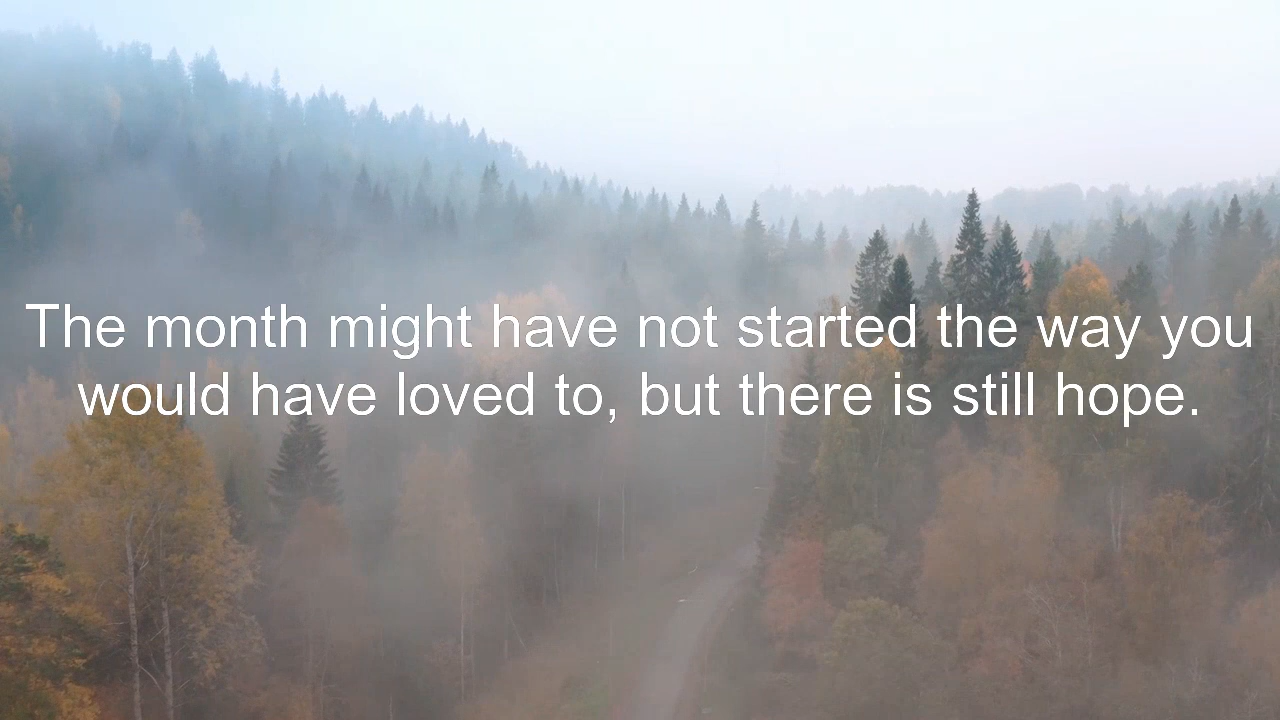 The month might have not started the way you
would have loved to, but there is still hope.